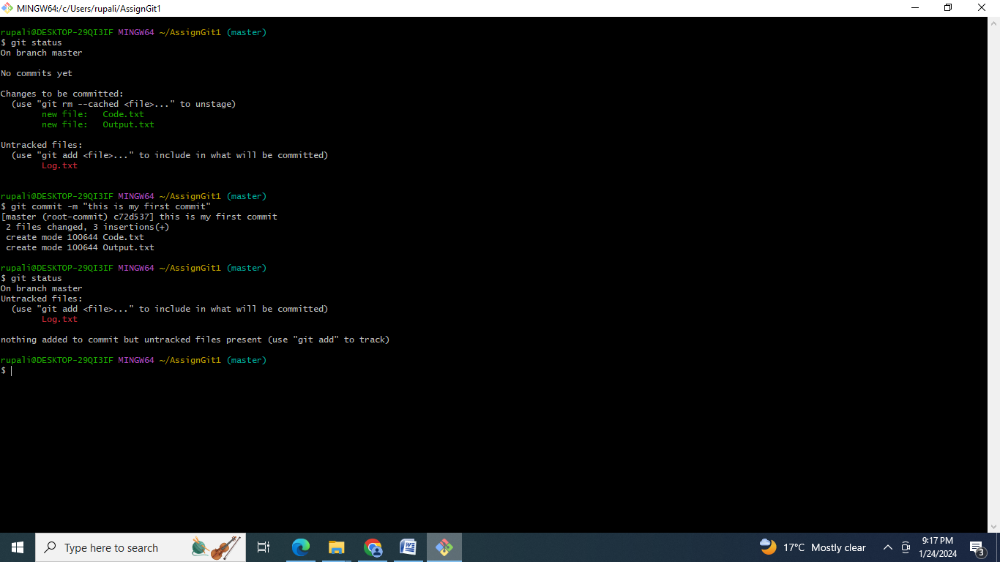 MINGW64:/c/Users/rupali/AssignGit1
rupali@DESKTOP-29QI3IF MINGW64 ~/AssignGit1 (master)
$ git status
On branch master
No commits yet
Changes to be committed:
  (use "git rm --cached <file>..." to unstage)
        new file:   Code.txt
        new file:   Output.txt
Untracked files:
  (use "git add <file>..." to include in what will be committed)
        Log.txt
rupali@DESKTOP-29QI3IF MINGW64 ~/AssignGit1 (master)
$ git commit -m "this is my first commit"
[master (root-commit) c72d537] this is my first commit
 2 files changed, 3 insertions(+)
 create mode 100644 Code.txt
 create mode 100644 Output.txt
rupali@DESKTOP-29QI3IF MINGW64 ~/AssignGit1 (master)
$ git status
On branch master
Untracked files:
  (use "git add <file>..." to include in what will be committed)
        Log.txt
nothing added to commit but untracked files present (use "git add" to track)
rupali@DESKTOP-29QI3IF MINGW64 ~/AssignGit1 (master)
$
Type here to search
W
17°C Mostly clear
9:17 PM
1/24/2024
3